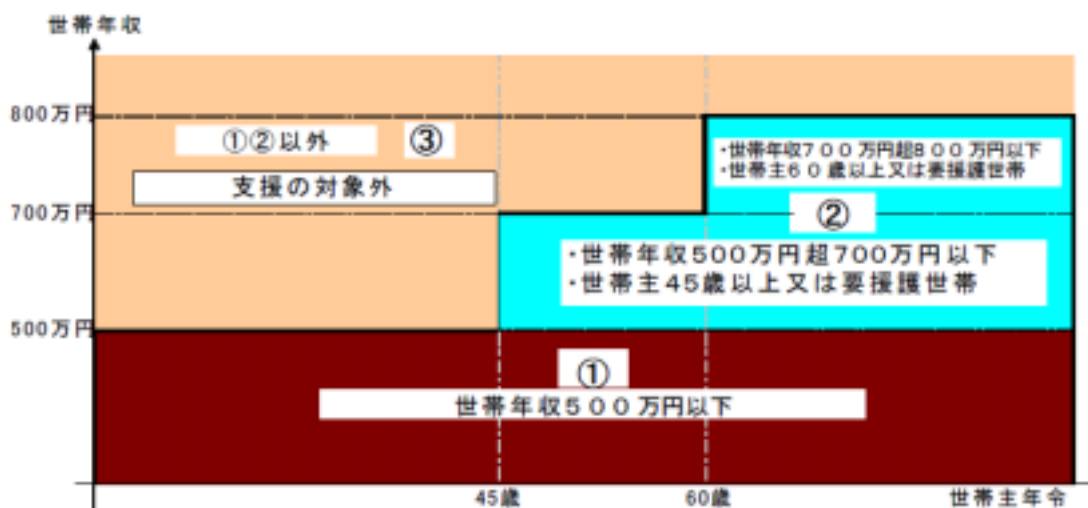 世帯年収
800万円
①②以外 ③
支援の対象外
・世帯年収700万円超800万円以下
・世帯主60歳以上又は要援護世帯
700万円
②
・世帯年収500万円超700万円以下
・世帯主45歳以上又は要援護世帯
500万円
①
世帯年収500万円以下
45歳 60歳 世帯主年令